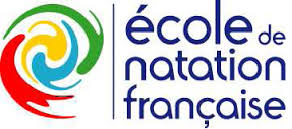 école de
natation
française